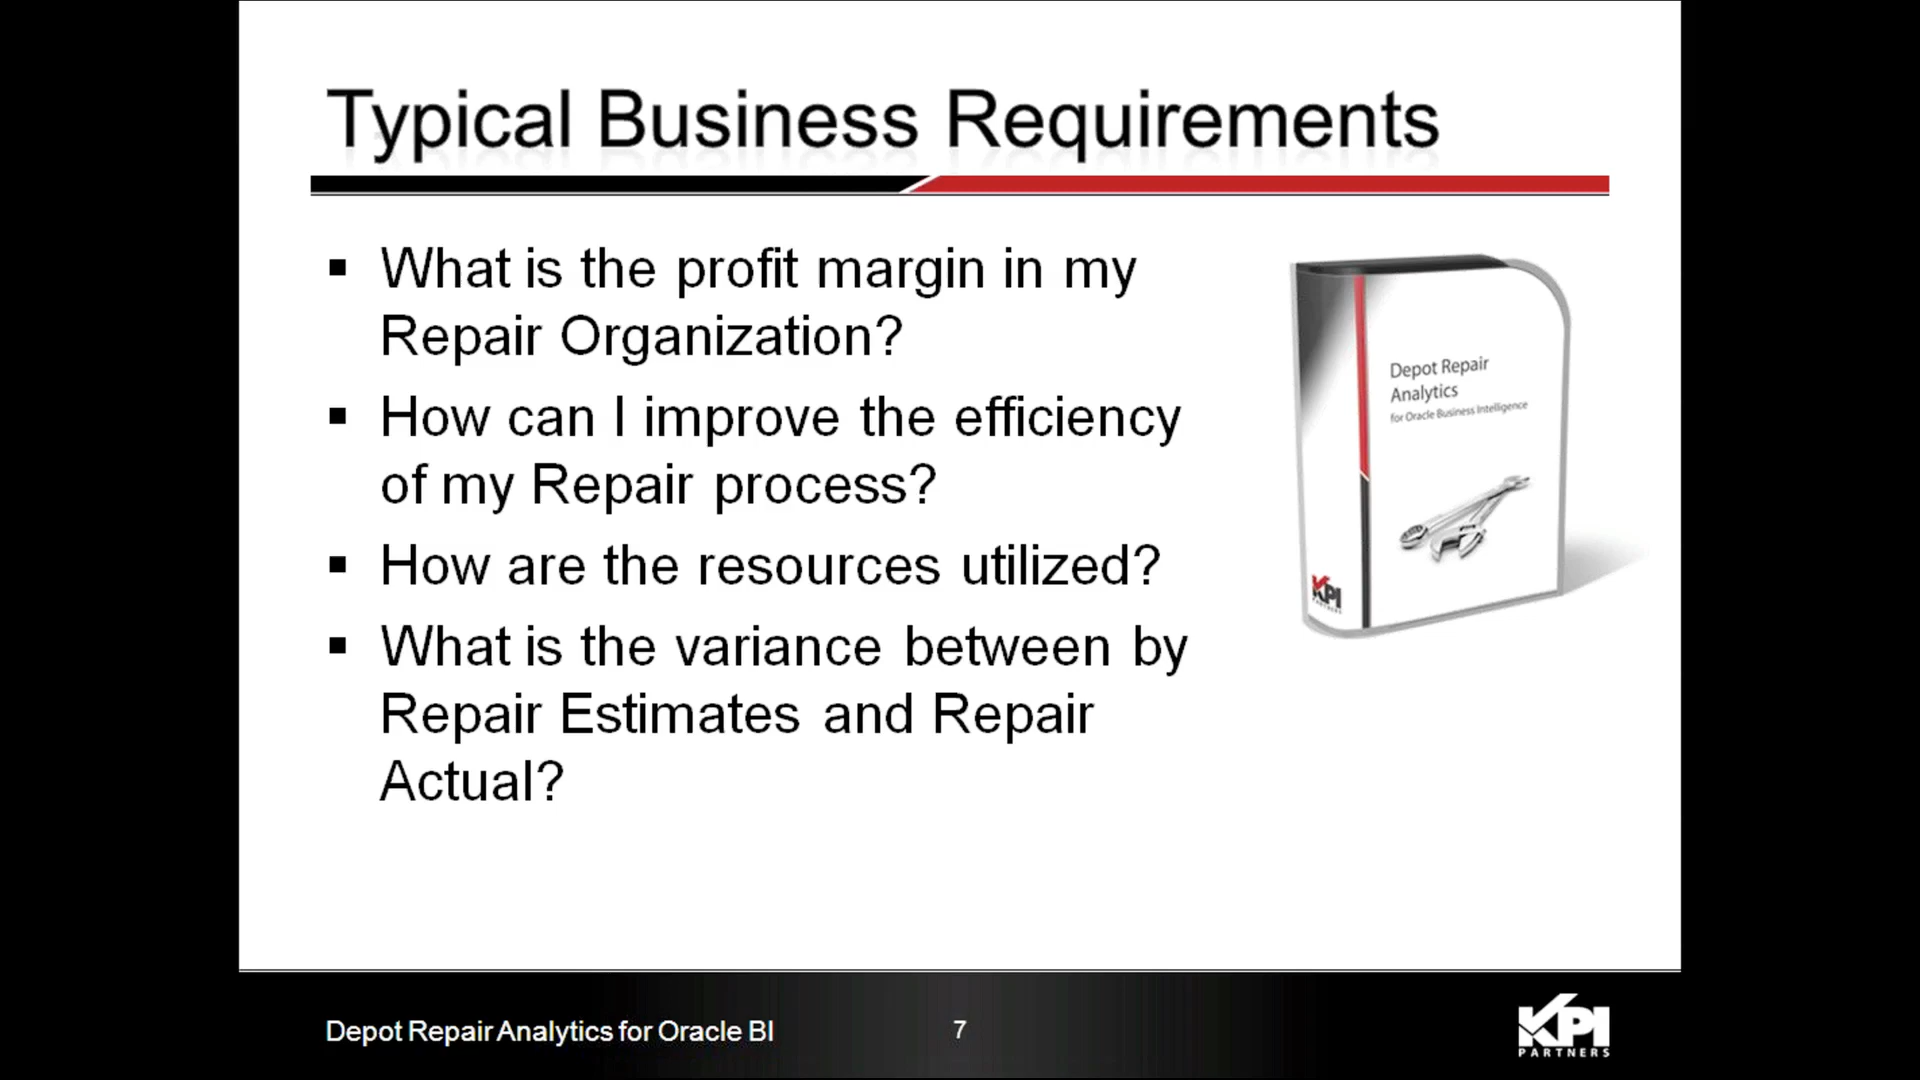 Typical Business Requirements
▪ What is the profit margin in my
Repair Organization?
▪ How can I improve the efficiency
of my Repair process?
▪ How are the resources utilized?
▪ What is the variance between by
Repair Estimates and Repair
Actual?
Depot Repair
Analytics
for Oracle Business Intelligence
KPI
PARTNERS
Depot Repair Analytics for Oracle BI
7
KPI
PARTNERS